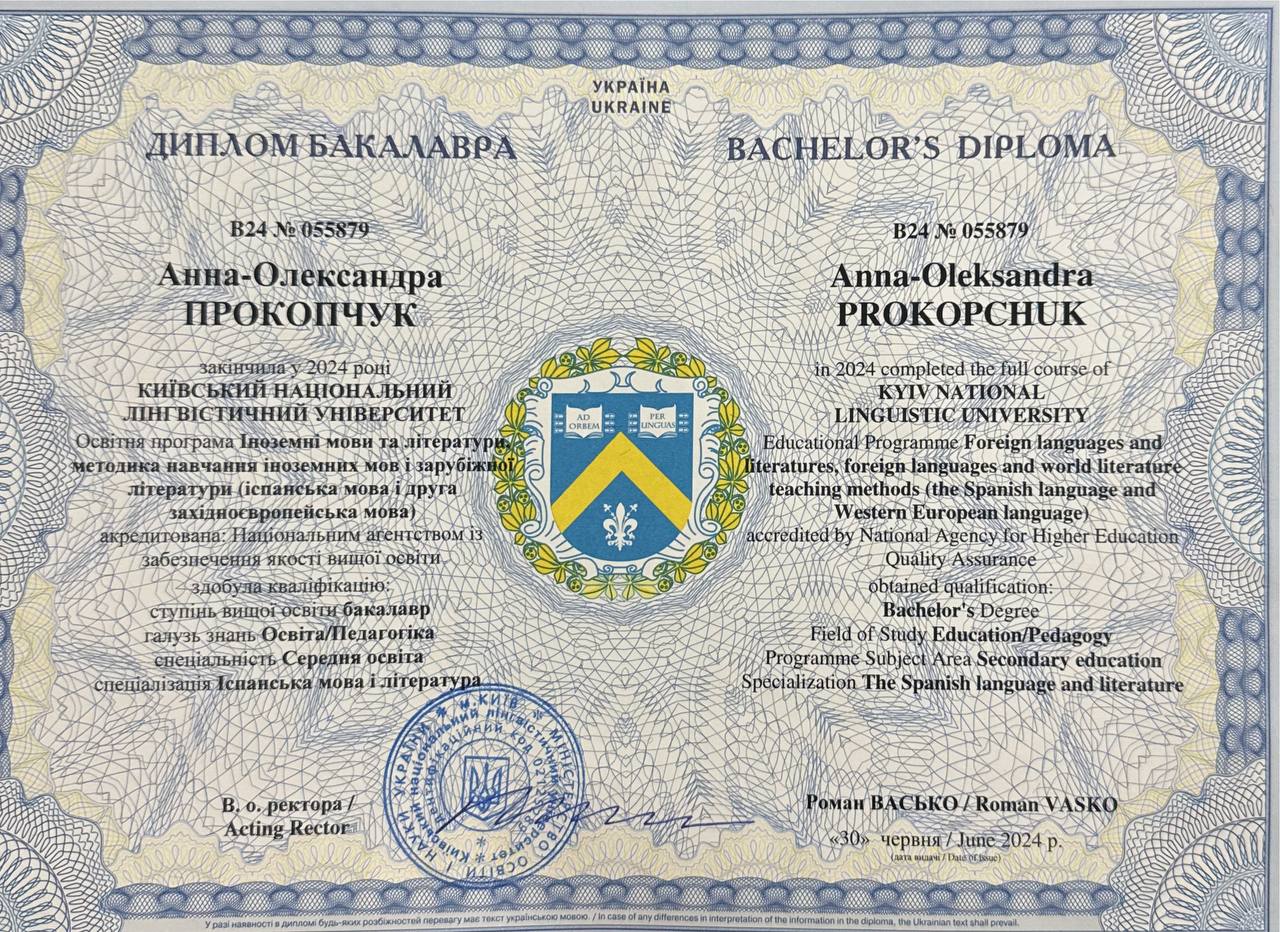 УКРАЇНА
UKRAINE
ДИПЛОМ БАКАЛАВРА
B24 № 055879
Анна-Олександра
ПРОКОПЧУК
закінчила у 2024 році
КИЇВСЬКИЙ НАЦІОНАЛЬНИЙ
ЛІНГВІСТИЧНИЙ УНІВЕРСИТЕТ
Освітня програма Іноземні мови та літератури,
методика навчання іноземних мов і зарубіжної
літератури (іспанська мова і друга
західноєвропейська мова)
акредитована: Національним агентством із
забезпечення якості вищої освіти
здобула кваліфікацію:
ступінь вищої освіти бакалавр
галузь знань Освіта/Педагогіка
спеціальність Середня освіта
спеціалізація Іспанська мова і література
BACHELOR'S DIPLOMA
B24 № 055879
Anna-Oleksandra
PROKOPCHUK
in 2024 completed the full course of
KYIV NATIONAL
LINGUISTIC UNIVERSITY
Educational Programme Foreign languages and
literatures, foreign languages and world literature
teaching methods (the Spanish language and
Western European language)
accredited by National Agency for Higher Education
Quality Assurance
obtained qualification:
Bachelor's Degree
Field of Study Education/Pedagogy
Programme Subject Area Secondary education
Specialization The Spanish language and literature
AD
ORBEM
PER
LINGUAS
В. о. ректора /
Acting Rector
Роман ВАСЬКО / Roman VASKO
«30» червня / June 2024 р.
(дата видачі / Date of Issue)
МІНІСТЕРСТВО ОСВІТИ І НАУКИ УКРАЇНИ * м.КИЇВ *
Київський національний лінгвістичний університет *
У разі наявності в дипломі будь-яких розбіжностей перевагу має текст українською мовою. / In case of any differences in interpretation of the information in the diploma, the Ukrainian text shall prevail.